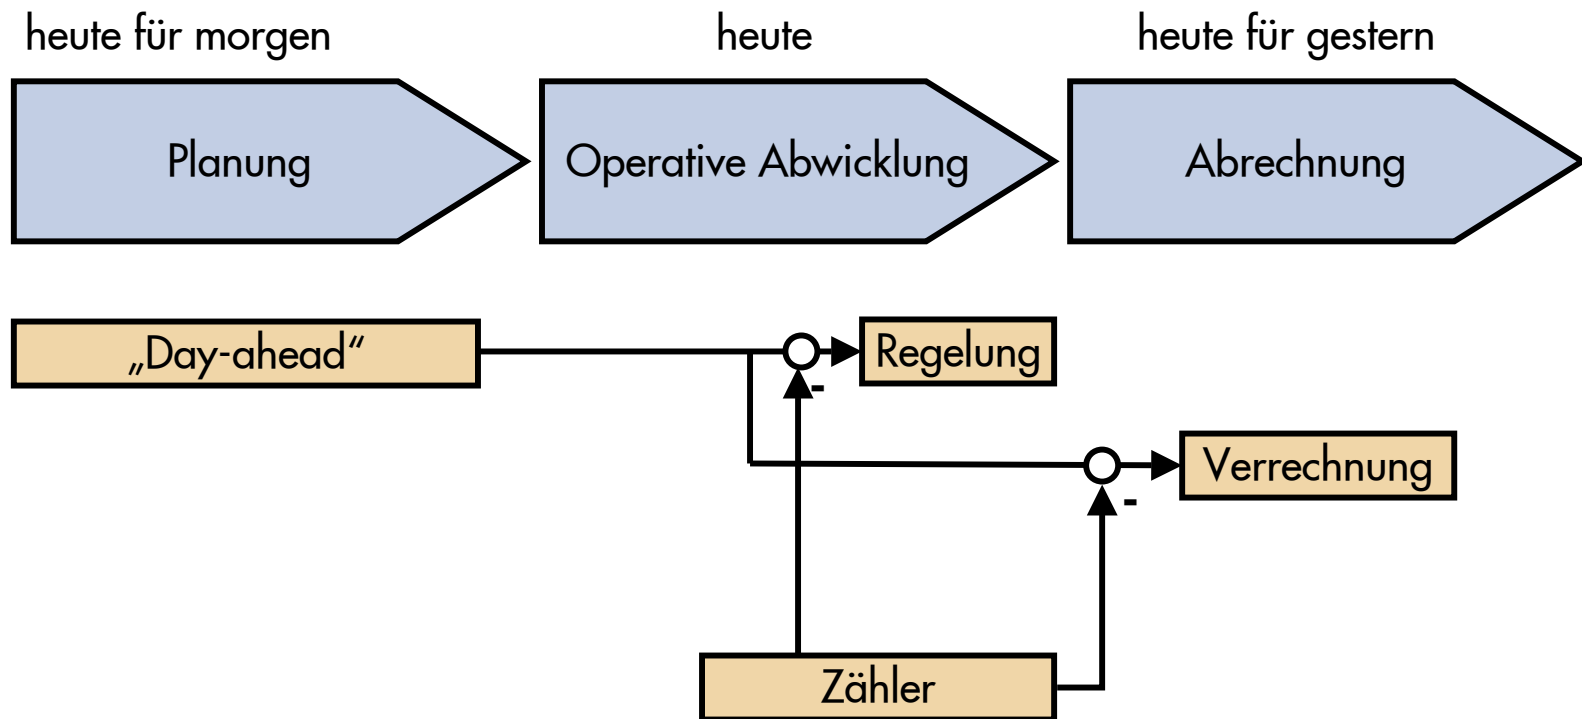 heute für morgen
heute
heute für gestern
Planung
Operative Abwicklung
Abrechnung
„Day-ahead“
Regelung
-
Verrechnung
-
Zähler